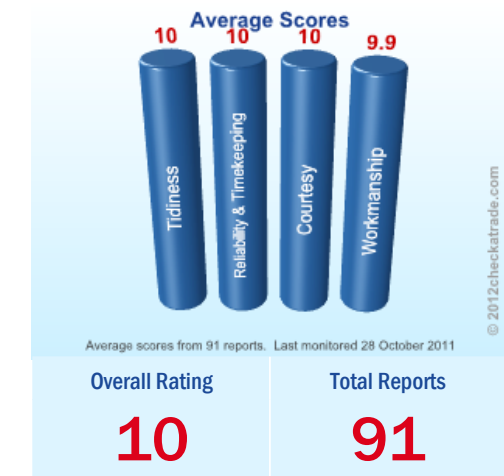 Average Scores
10 10 10 9.9
Tidiness
Reliability & Timekeeping
Courtesy
Workmanship
© 2012checkatrade.com
Average scores from 91 reports. Last monitored 28 October 2011
Overall Rating Total Reports
10 91